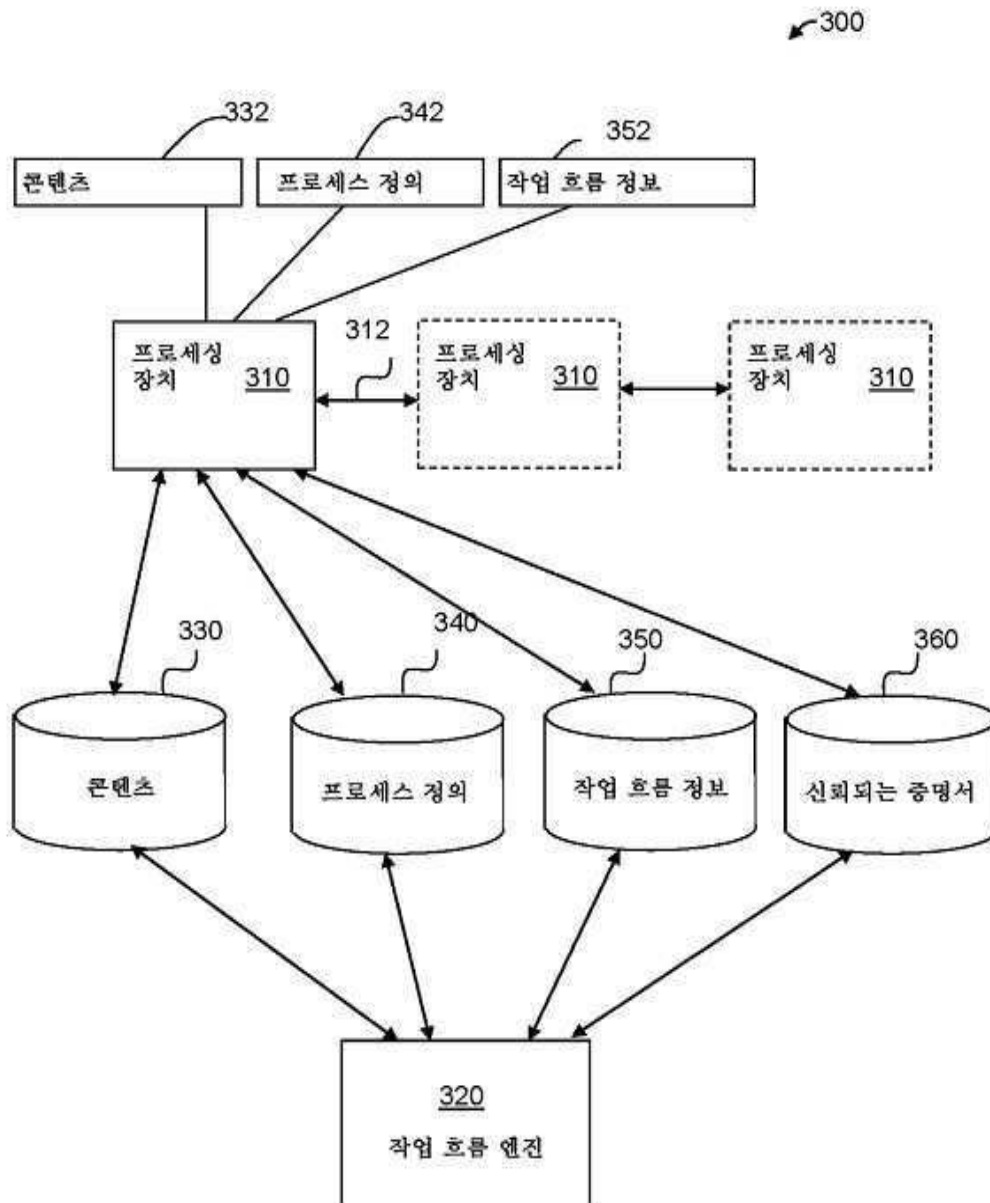 300
332
342
352
콘텐츠
프로세스 정의
작업 흐름 정보
프로세싱
장치
310
312
프로세싱
장치
310
프로세싱
장치
310
330
340
350
360
콘텐츠
프로세스 정의
작업 흐름 정보
신뢰되는 증명서
320
작업 흐름 엔진